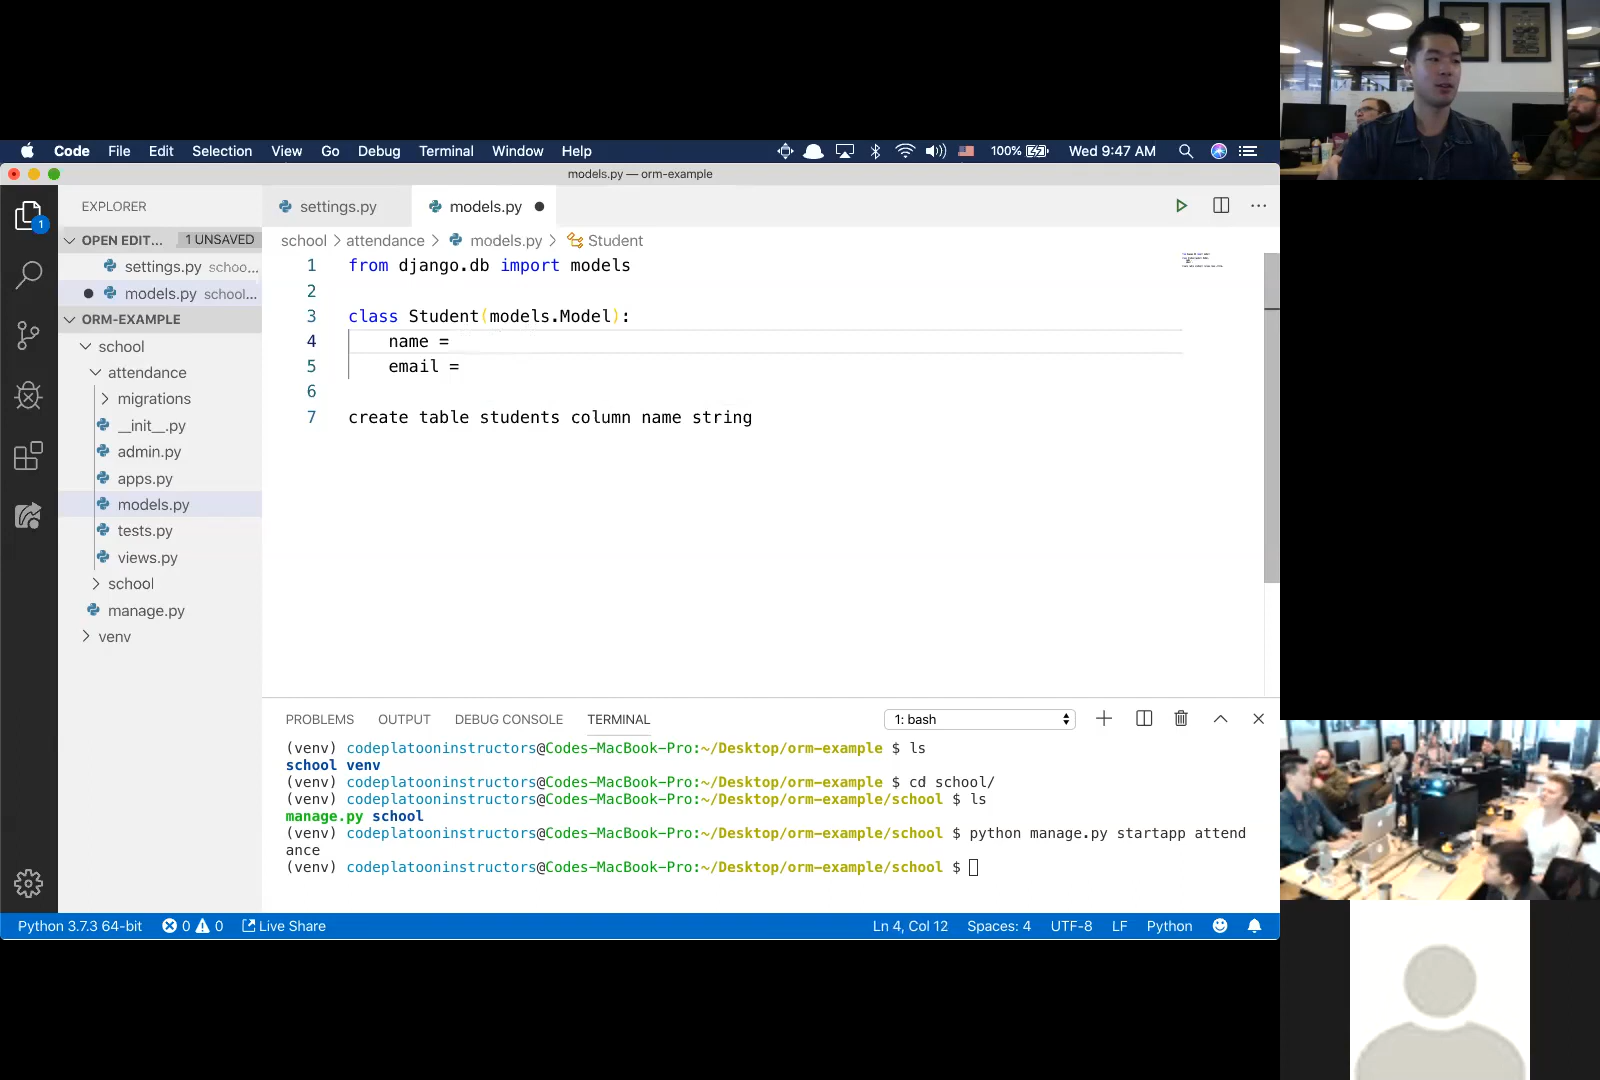 Code File Edit Selection View Go Debug Terminal Window Help 100% Wed 9:47 AM
models.py — orm-example
EXPLORER
settings.py models.py
OPEN EDIT... 1 UNSAVED
settings.py schoo...
models.py school...
ORM-EXAMPLE
school
attendance
migrations
__init__.py
admin.py
apps.py
models.py
tests.py
views.py
school
manage.py
venv
1
school > attendance > models.py > Student
1 from django.db import models
2
3 class Student(models.Model):
4 name =
5 email =
6
7 create table students column name string
PROBLEMS OUTPUT DEBUG CONSOLE TERMINAL 1: bash
(venv) codeplatooninstructors@Codes-MacBook-Pro:~/Desktop/orm-example $ ls
school venv
(venv) codeplatooninstructors@Codes-MacBook-Pro:~/Desktop/orm-example $ cd school/
(venv) codeplatooninstructors@Codes-MacBook-Pro:~/Desktop/orm-example/school $ ls
manage.py school
(venv) codeplatooninstructors@Codes-MacBook-Pro:~/Desktop/orm-example/school $ python manage.py startapp attend
ance
(venv) codeplatooninstructors@Codes-MacBook-Pro:~/Desktop/orm-example/school $
Python 3.7.3 64-bit 0 0 Live Share Ln 4, Col 12 Spaces: 4 UTF-8 LF Python